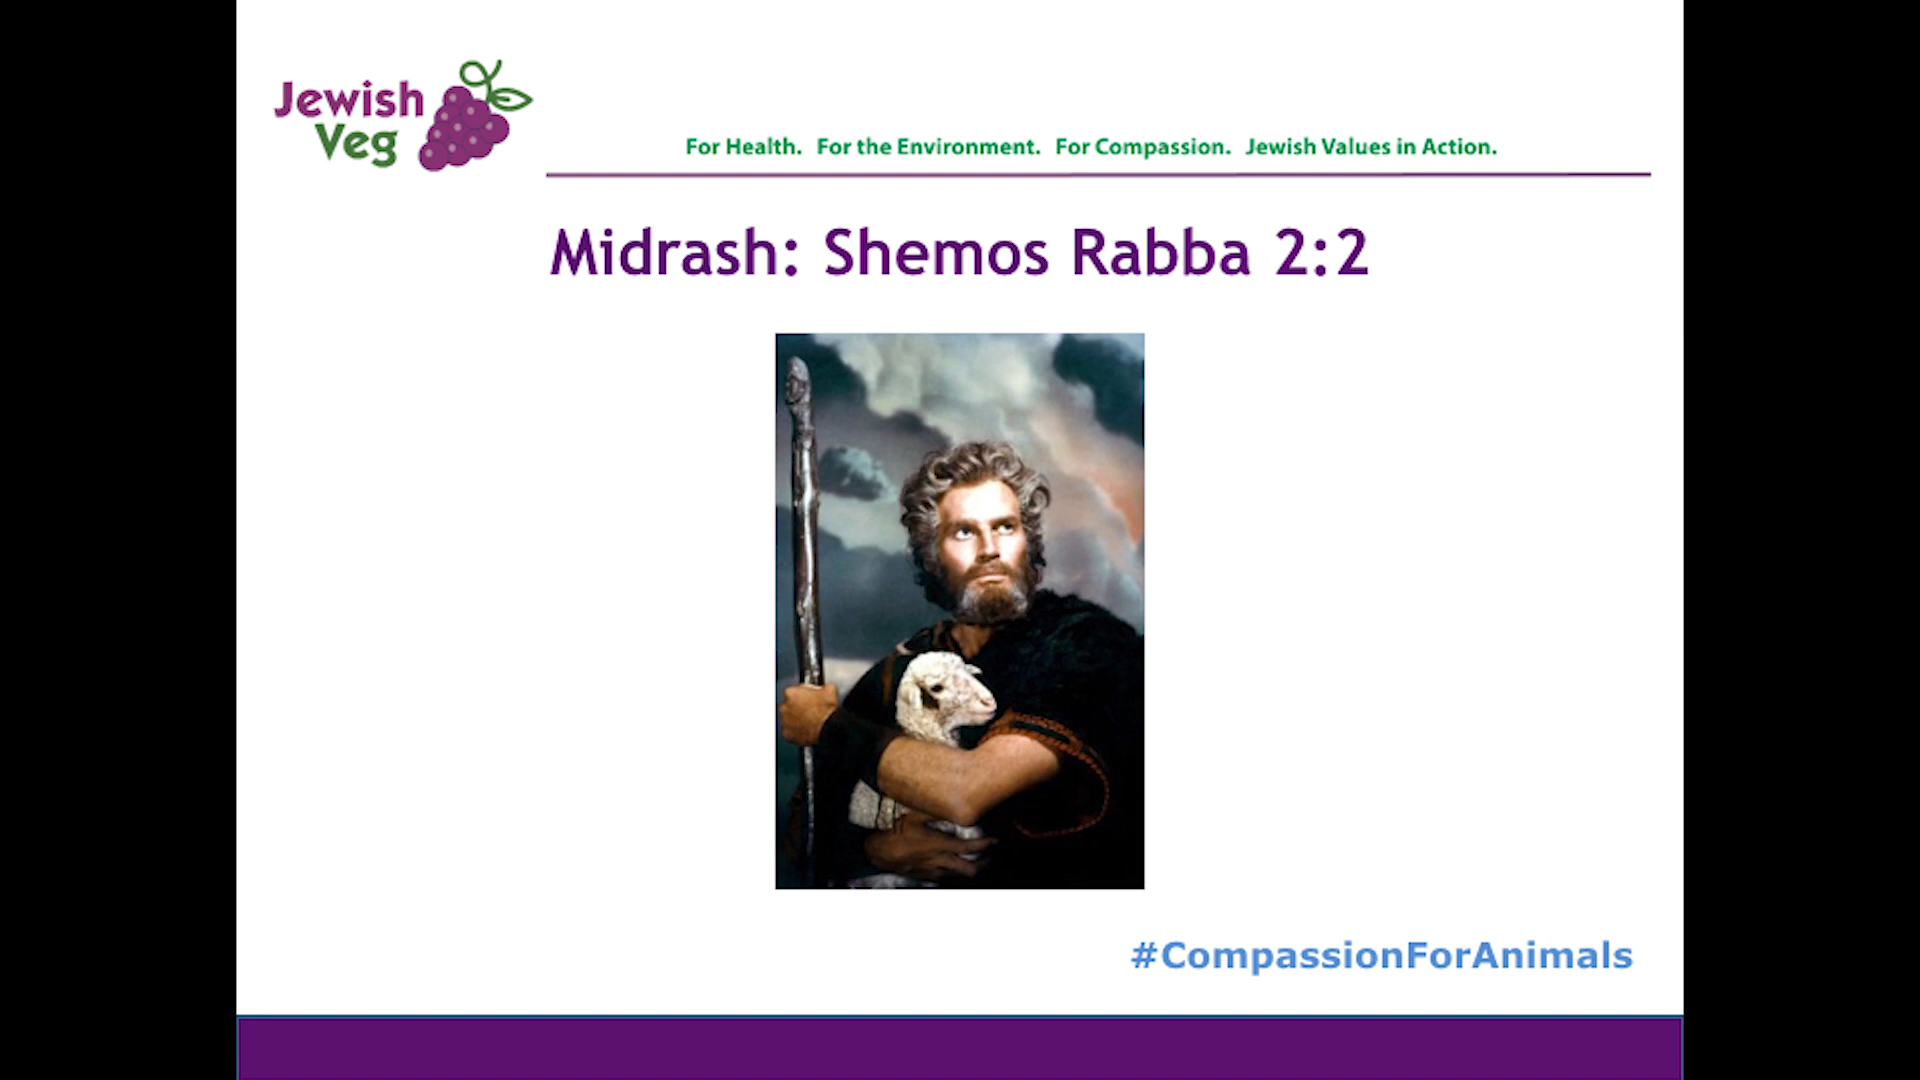 Jewish
Veg
For Health. For the Environment. For Compassion. Jewish Values in Action.
Midrash: Shemos Rabba 2:2
#CompassionForAnimals